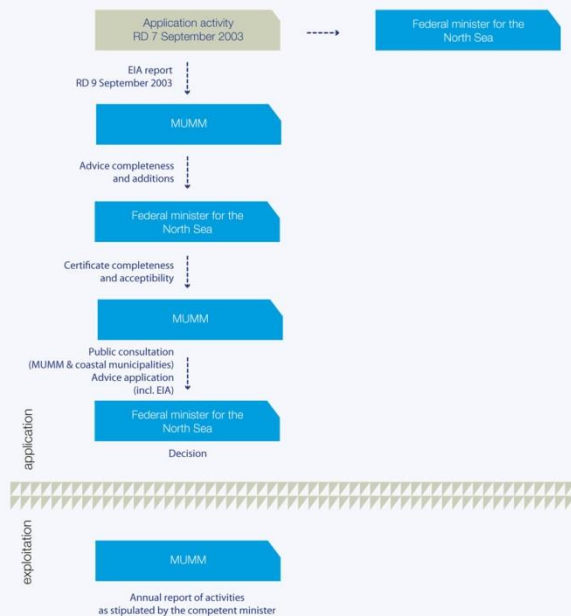 Application activity
RD 7 September 2003
Federal minister for the
North Sea
EIA report
RD 9 September 2003
MUMM
Advice completeness
and additions
Federal minister for the
North Sea
Certificate completeness
and acceptibility
MUMM
Public consultation
(MUMM & coastal municipalities)
Advice application
(incl. EIA)
Federal minister for the
North Sea
Decision
application
exploitation
MUMM
Annual report of activities
as stipulated by the competent minister